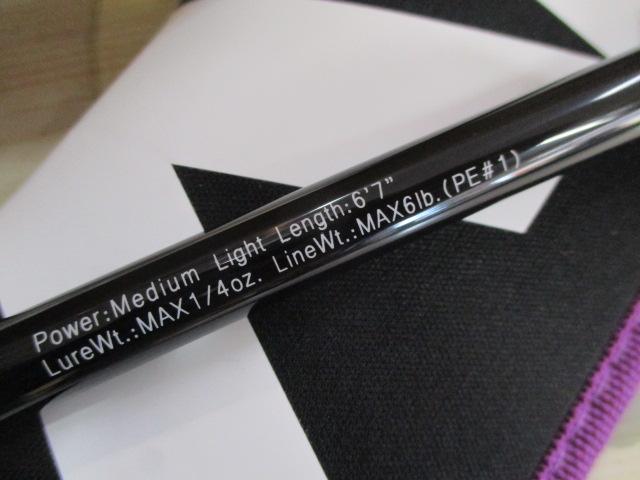 Power:Medium Light Length:6'7"
LureWt.:MAX1/4oz. LineWt.:MAX6lb.(PE#1)